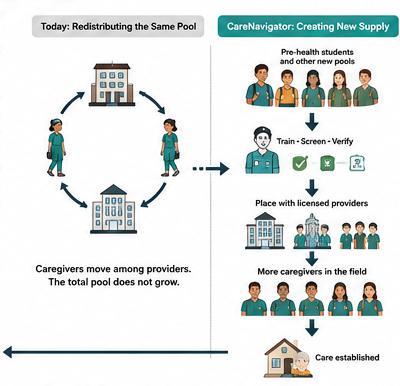 Today: Redistributing the Same Pool
CareNavigator: Creating New Supply
Caregivers move among providers.
The total pool does not grow.
Pre-health students
and other new pools
Train - Screen - Verify
Place with licensed providers
More caregivers in the field
Care established